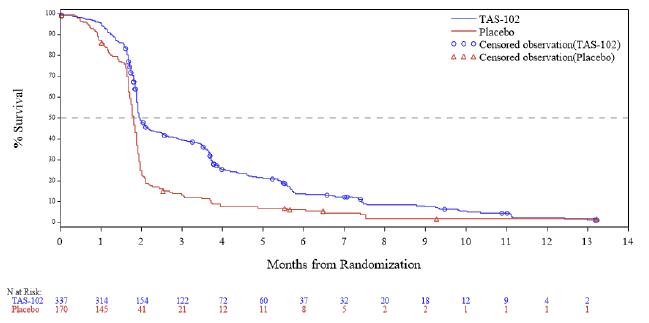 100
90
80
70
60
50
40
30
20
10
0
% Survival
TAS-102
Placebo
Censored observation(TAS-102)
Censored observation(Placebo)
0 1 2 3 4 5 6 7 8 9 10 11 12 13 14
Months from Randomization
N at Risk:
TAS-102 337 314 154 122 72 60 37 32 20 18 12 9 4 2
Placebo 170 145 41 21 12 11 8 5 2 2 1 1 1 1